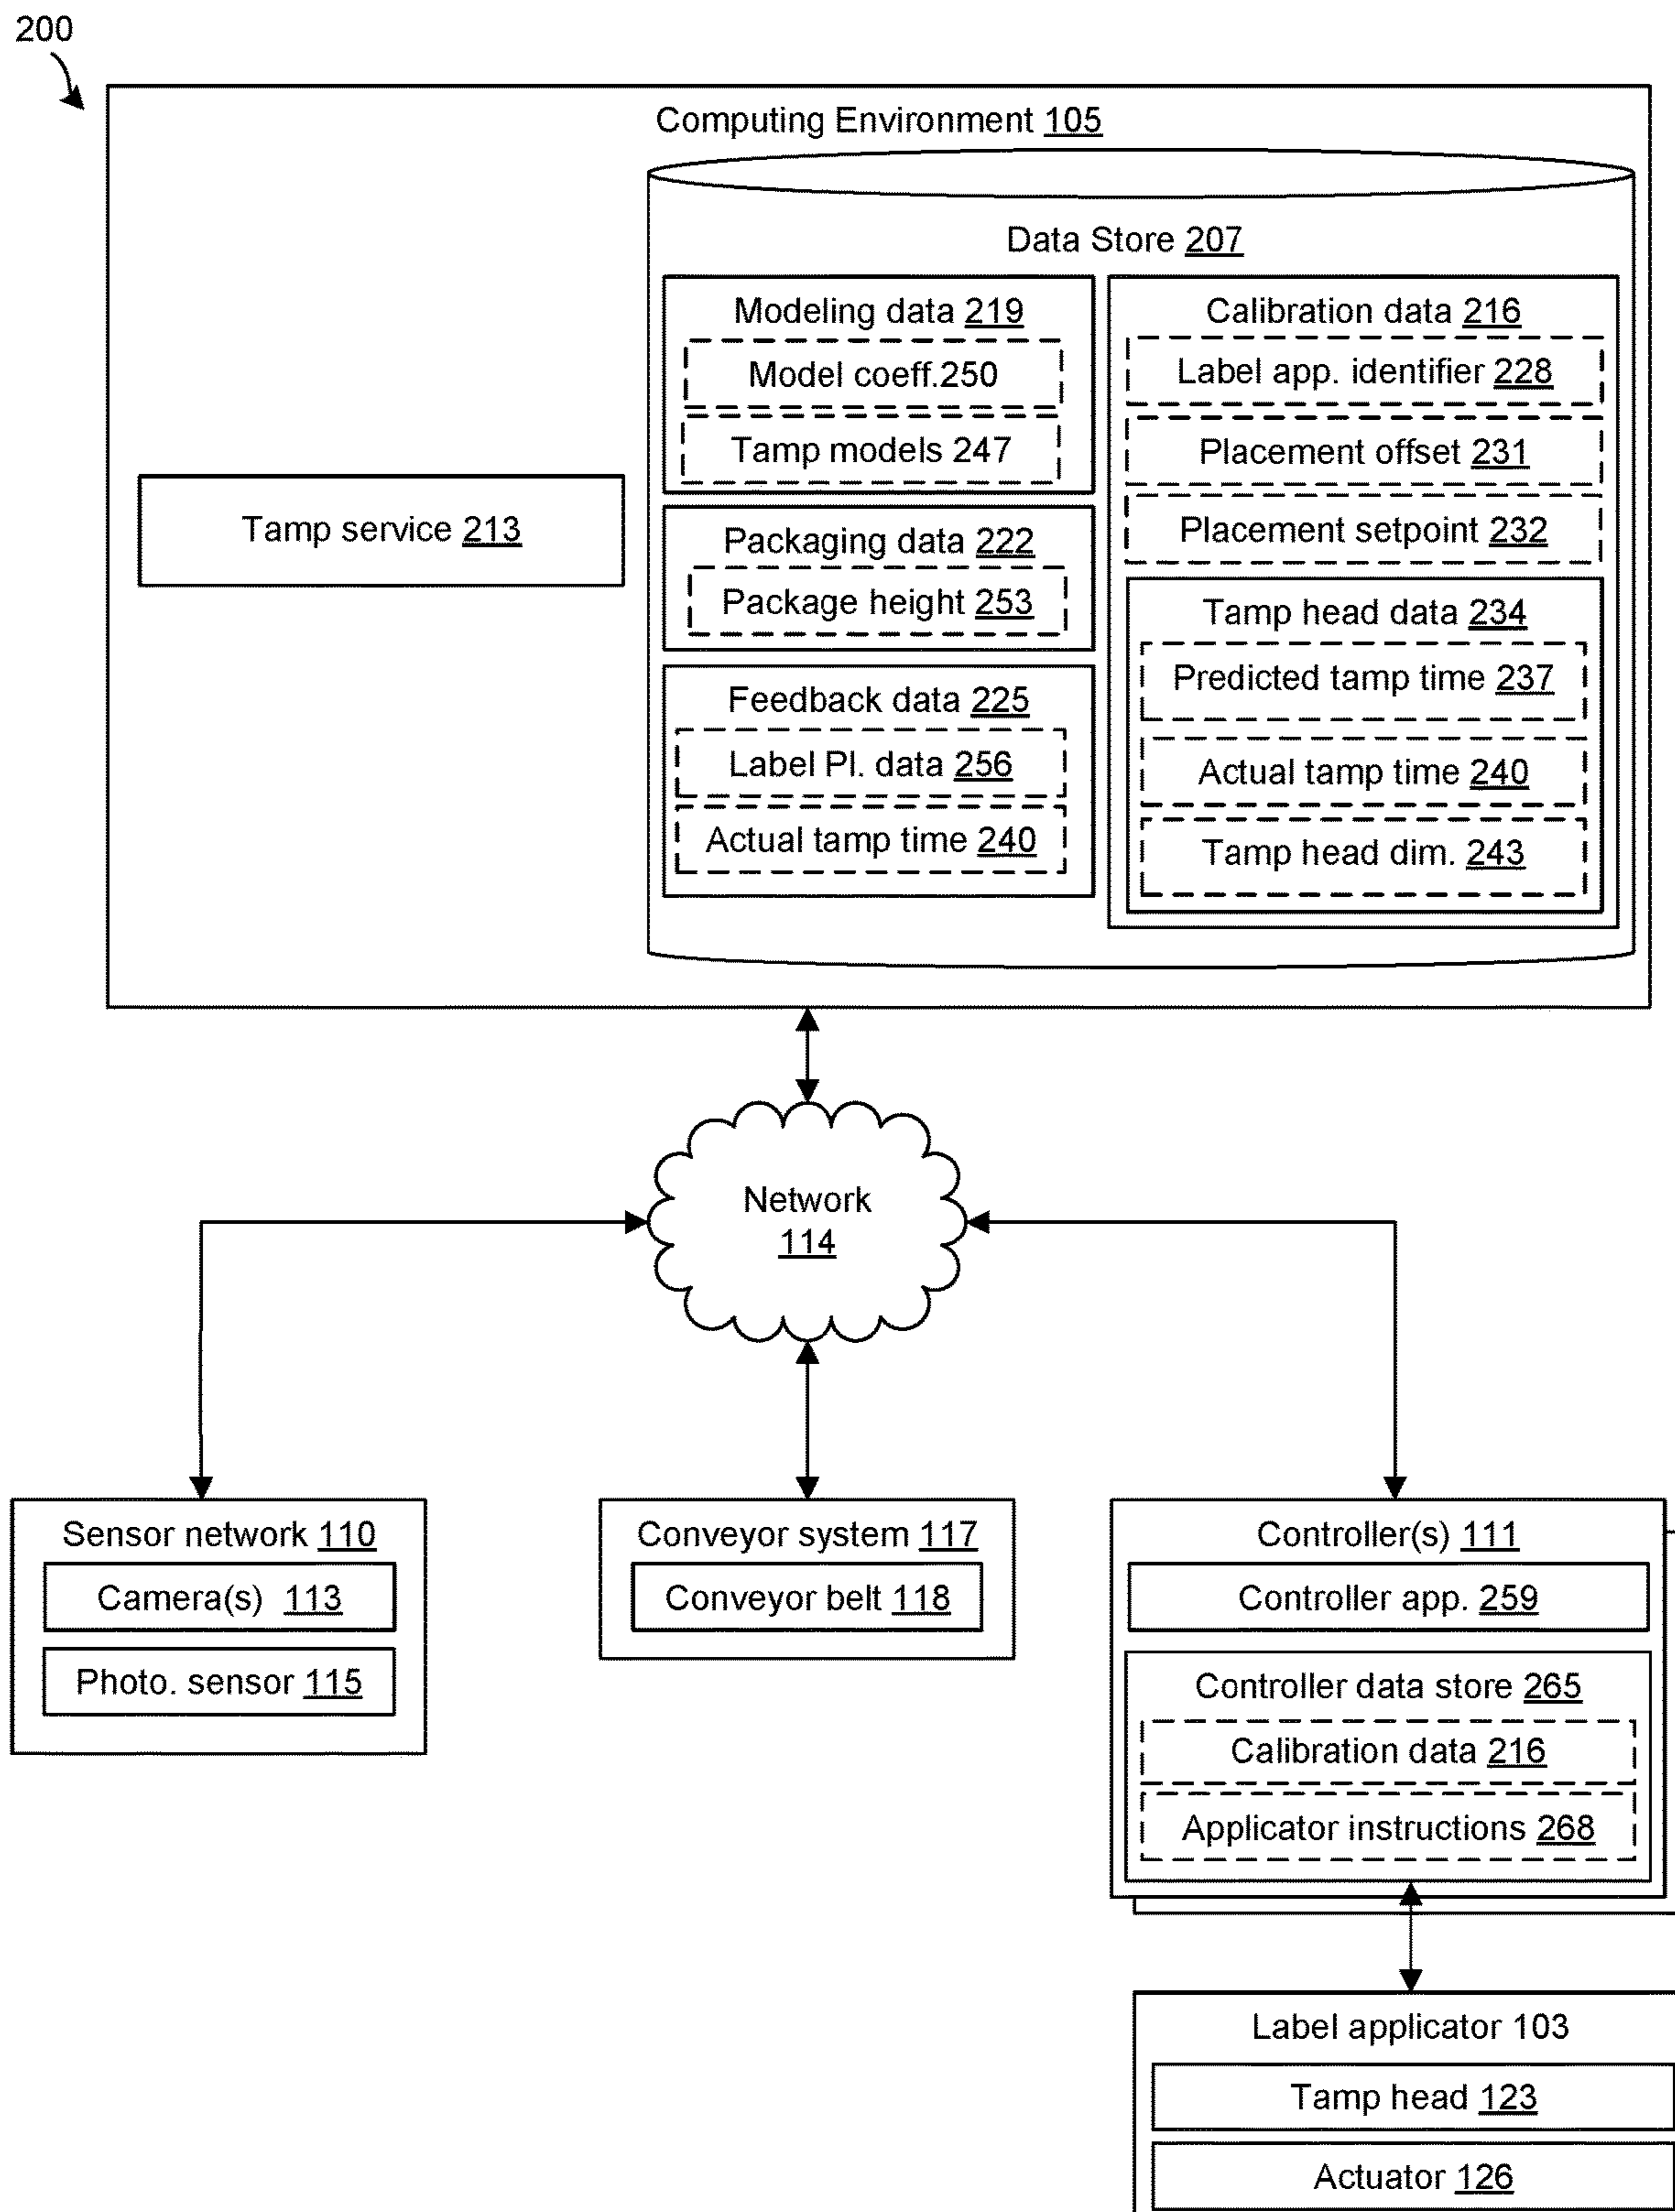 200
Computing Environment 105
Data Store 207
Modeling data 219
Model coeff.250
Tamp models 247
Packaging data 222
Package height 253
Feedback data 225
Label Pl. data 256
Actual tamp time 240
Calibration data 216
Label app. identifier 228
Placement offset 231
Placement setpoint 232
Tamp head data 234
Predicted tamp time 237
Actual tamp time 240
Tamp head dim. 243
Tamp service 213
Network
114
Sensor network 110
Camera(s) 113
Photo. sensor 115
Conveyor system 117
Conveyor belt 118
Controller(s) 111
Controller app. 259
Controller data store 265
Calibration data 216
Applicator instructions 268
Label applicator 103
Tamp head 123
Actuator 126